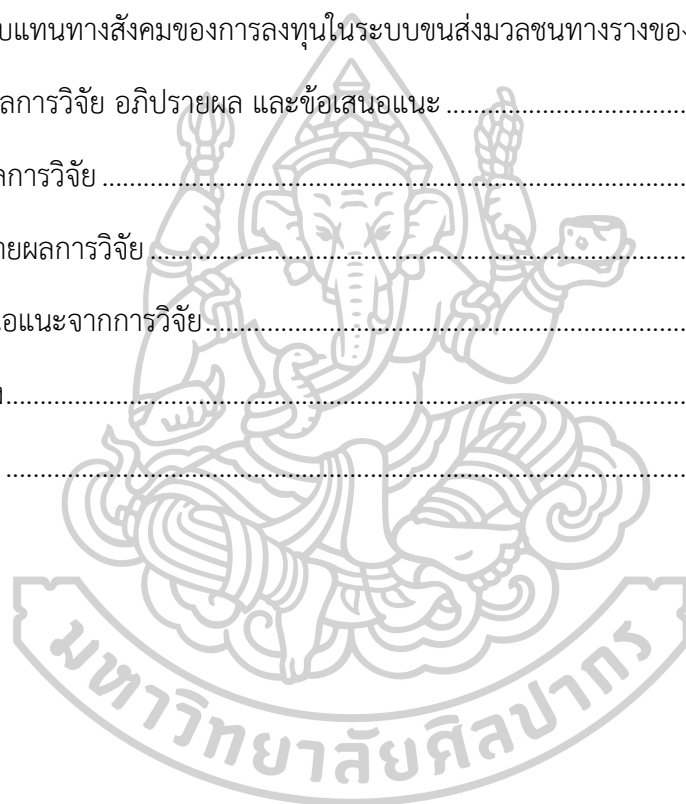 บแทนทางสังคมของการลงทุนในระบบขนส่งมวลชนทางรางของ
ลการวิจัย อภิปรายผล และข้อเสนอแนะ ........................................
ลการวิจัย ..............................................................................
ายผลการวิจัย .........................................................................
อแนะจากการวิจัย....................................................................
..........................................................................................
..........................................................................................
มหาวิทยาลัยศิลปากร